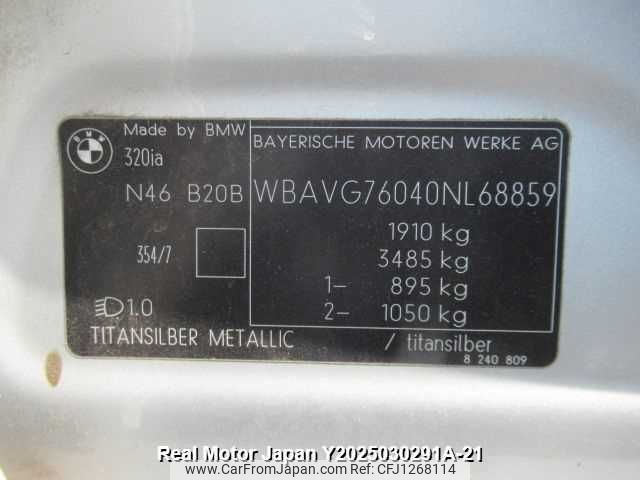 BMW
Made by BMW
320ia
N46 B20B
354/7
1.0
TITANSILBER METALLIC / titansilber
BAYERISCHE MOTOREN WERKE AG
WBAVG76040NL68859
1910 kg
3485 kg
1- 895 kg
2- 1050 kg
8 240 809
Real Motor Japan Y2025030291A-21
www.CarFromJapan.com - CFJ1268114